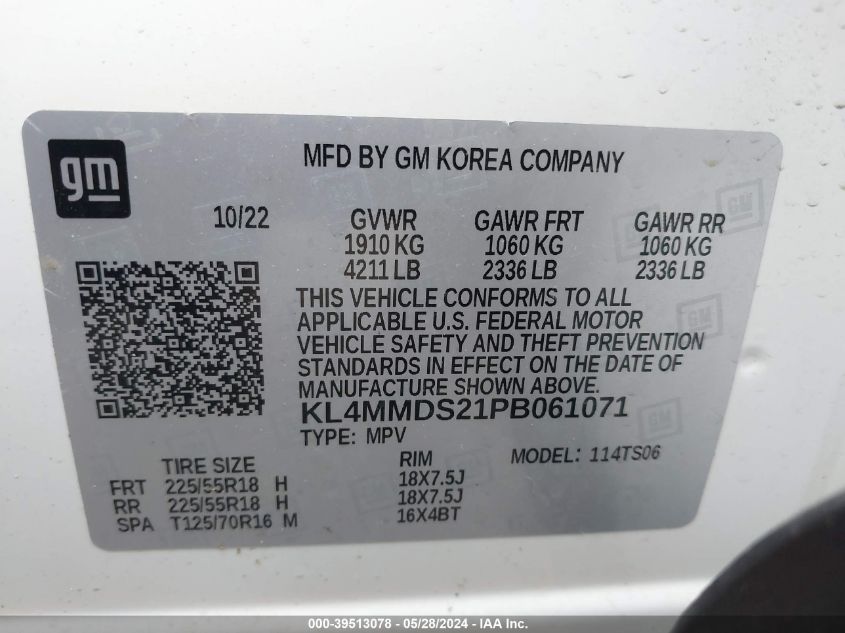 gm
MFD BY GM KOREA COMPANY
10/22 GVWR GAWR FRT GAWR RR
1910 KG 1060 KG 1060 KG
4211 LB 2336 LB 2336 LB
THIS VEHICLE CONFORMS TO ALL
APPLICABLE U.S. FEDERAL MOTOR
VEHICLE SAFETY AND THEFT PREVENTION
STANDARDS IN EFFECT ON THE DATE OF
MANUFACTURE SHOWN ABOVE.
KL4MMDS21PB061071
TYPE: MPV
TIRE SIZE RIM MODEL: 114TS06
FRT 225/55R18 H 18X7.5J
RR 225/55R18 H 18X7.5J
SPA T125/70R16 M 16X4BT
000-39513078 - 05/28/2024 - IAA Inc.